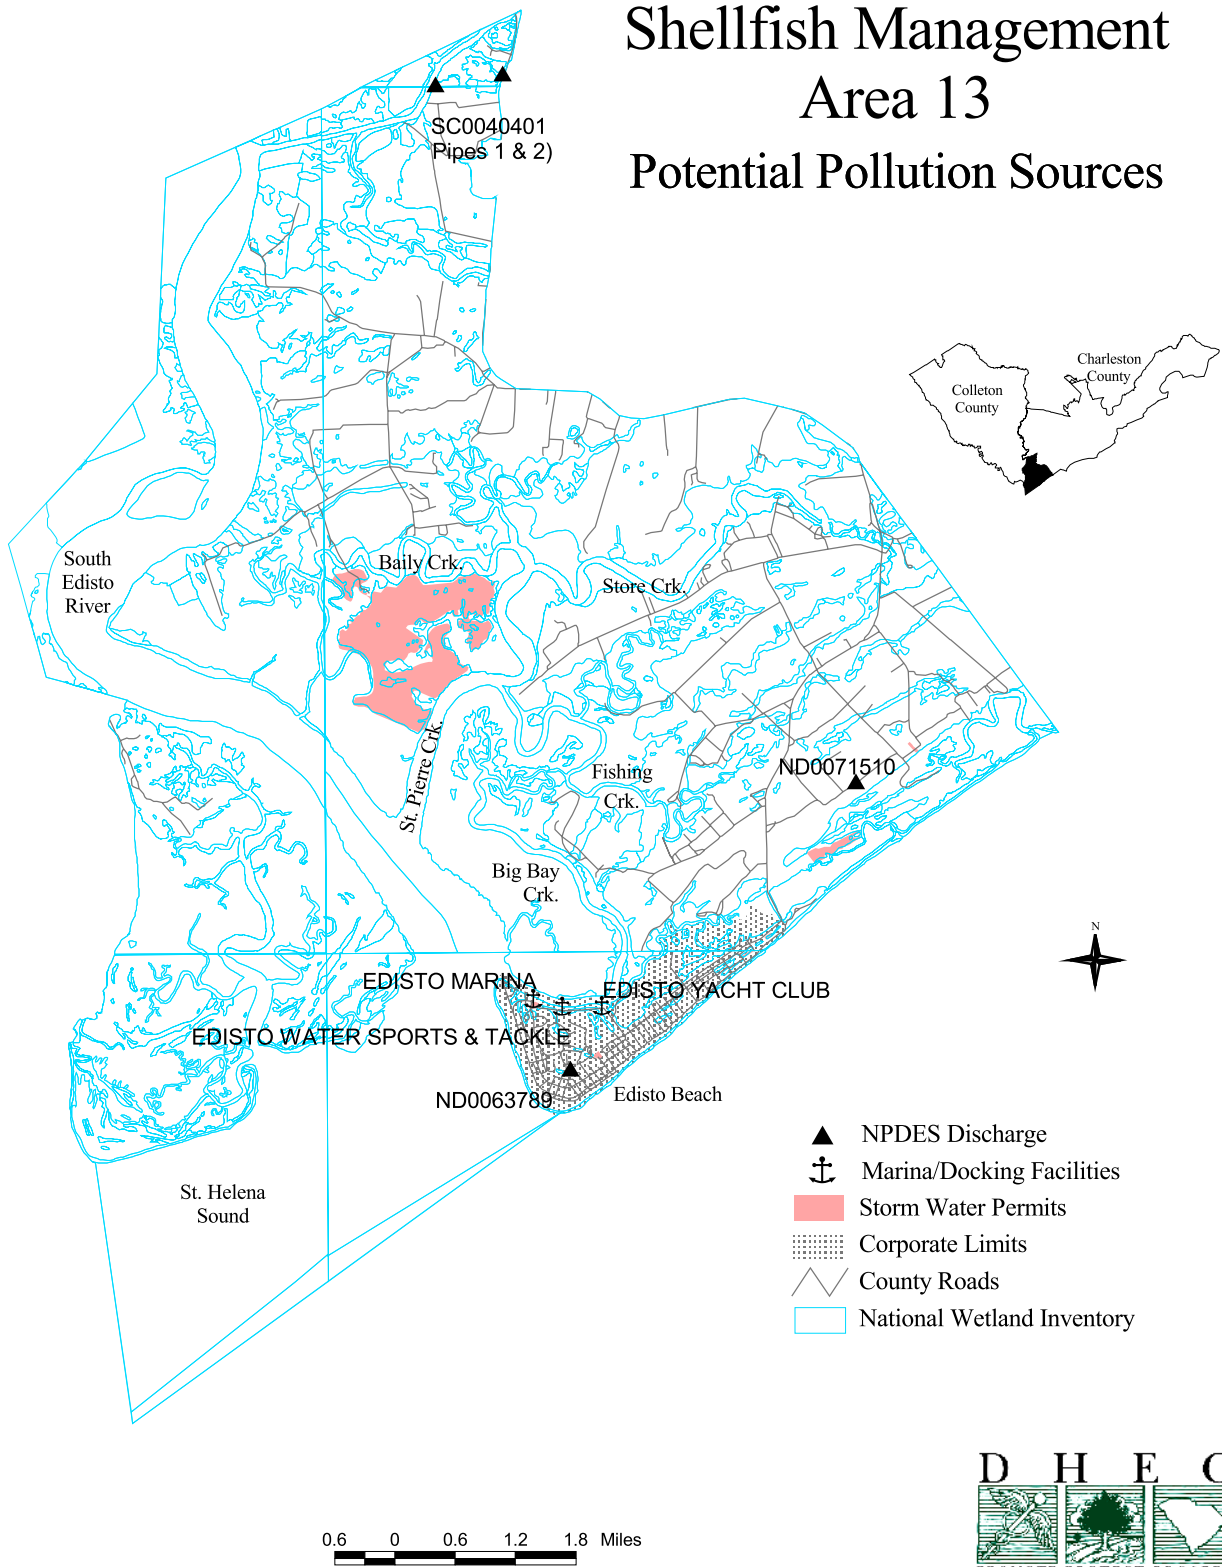 Shellfish Management
Area 13
Potential Pollution Sources
SC0040401
Pipes 1 & 2)
Charleston
County
Colleton
County
South
Edisto
River
Baily Crk.
Store Crk.
St. Pierre Crk.
Fishing
Crk.
ND0071510
Big Bay
Crk.
N
EDISTO MARINA
EDISTO YACHT CLUB
EDISTO WATER SPORTS & TACKLE
ND0063789
Edisto Beach
St. Helena
Sound
NPDES Discharge
Marina/Docking Facilities
Storm Water Permits
Corporate Limits
County Roads
National Wetland Inventory
D H E C
0.6 0 0.6 1.2 1.8 Miles